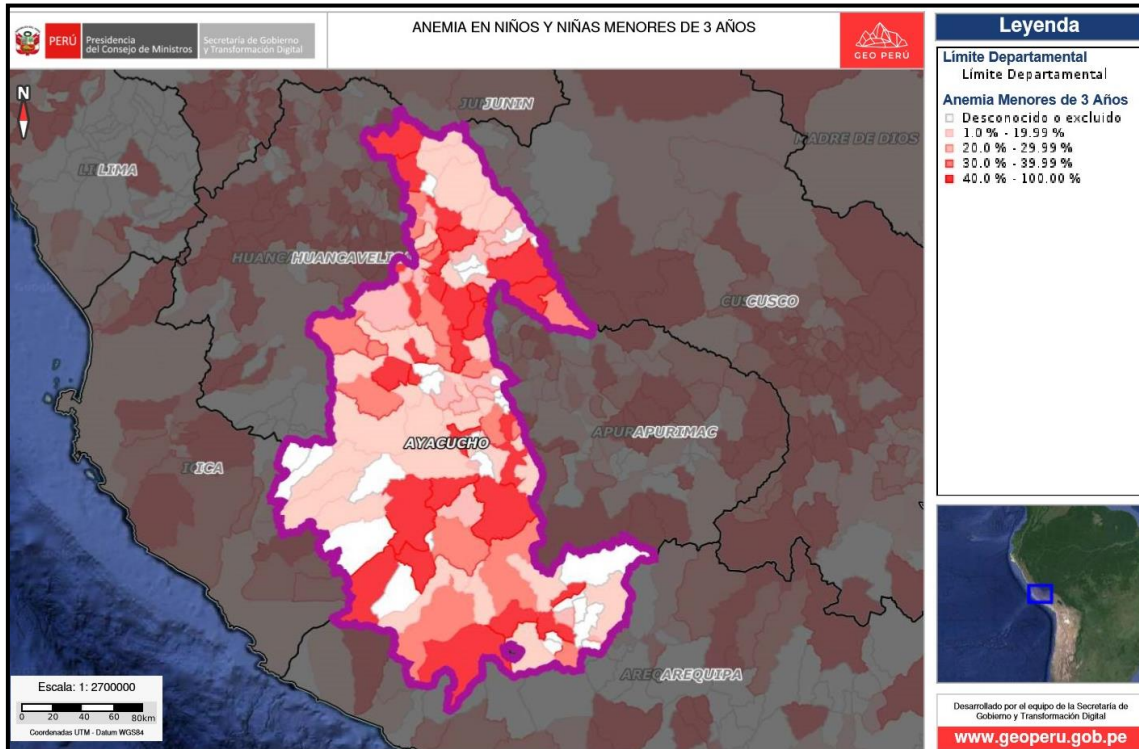 PERÚ
Presidencia
del Consejo de Ministros
Secretaría de Gobierno
y Transformación Digital
ANEMIA EN NIÑOS Y NIÑAS MENORES DE 3 AÑOS
GEO PERÚ
N
JUNIN
LIMA
MADRE DE DIOS
HUANCAVELI
CUSCO
AYACUCHO
APURIMAC
ICA
AREQUIPA
Escala: 1: 2700000
0 20 40 60 80km
Coordenadas UTM - Datum WGS84
Leyenda
Límite Departamental
Límite Departamental
Anemia Menores de 3 Años
Desconocido o excluido
1.0 % - 19.99 %
20.0 % - 29.99 %
30.0 % - 39.99 %
40.0 % - 100.00 %
Desarrollado por el equipo de la Secretaría de
Gobierno y Transformación Digital
www.geoperu.gob.pe